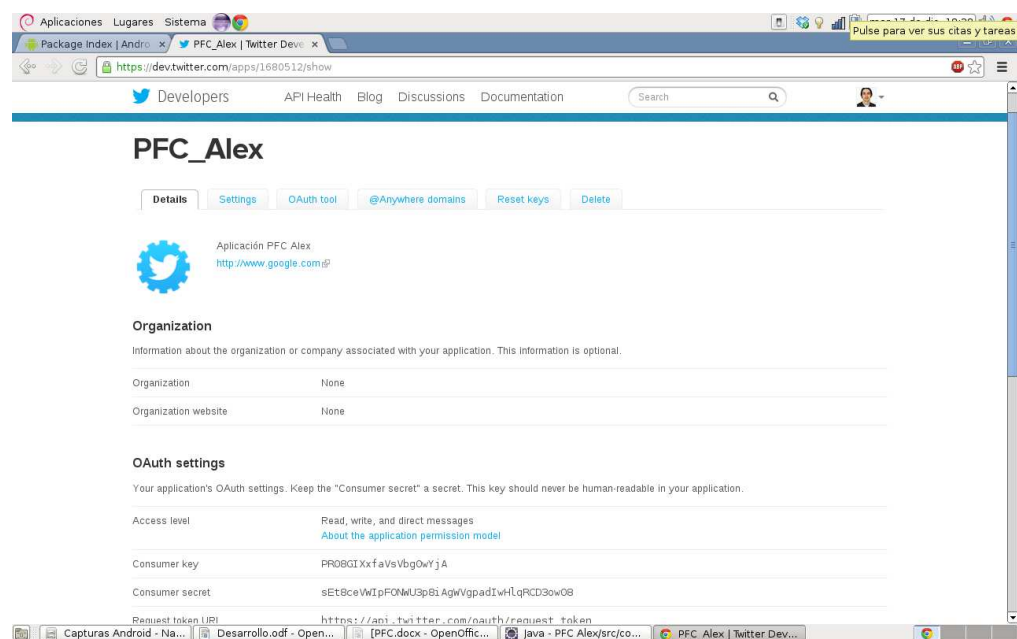 Aplicaciones Lugares Sistema
Pulse para ver sus citas y tareas
Package Index | Andro
PFC_Alex | Twitter Deve
https://dev.twitter.com/apps/1680512/show
Developers API Health Blog Discussions Documentation Search
PFC_Alex
Details Settings OAuth tool @Anywhere domains Reset keys Delete
Aplicación PFC Alex
http://www.google.com
Organization
Information about the organization or company associated with your application. This information is optional.
Organization None
Organization website None
OAuth settings
Your application's OAuth settings. Keep the "Consumer secret" a secret. This key should never be human-readable in your application.
Access level Read, write, and direct messages
About the application permission model
Consumer key PRO8GIXxfaVsVbgOwYjA
Consumer secret sEt8ceVWIpFONWU3p8iAgWVgpadIwHlqRCD3owO8
Request token URL https://api.twitter.com/oauth/request_token
Capturas Android - Na... Desarrollo.odf - Open... [PFC.docx - OpenOffic... Java - PFC Alex/src/co... PFC_Alex | Twitter Dev...